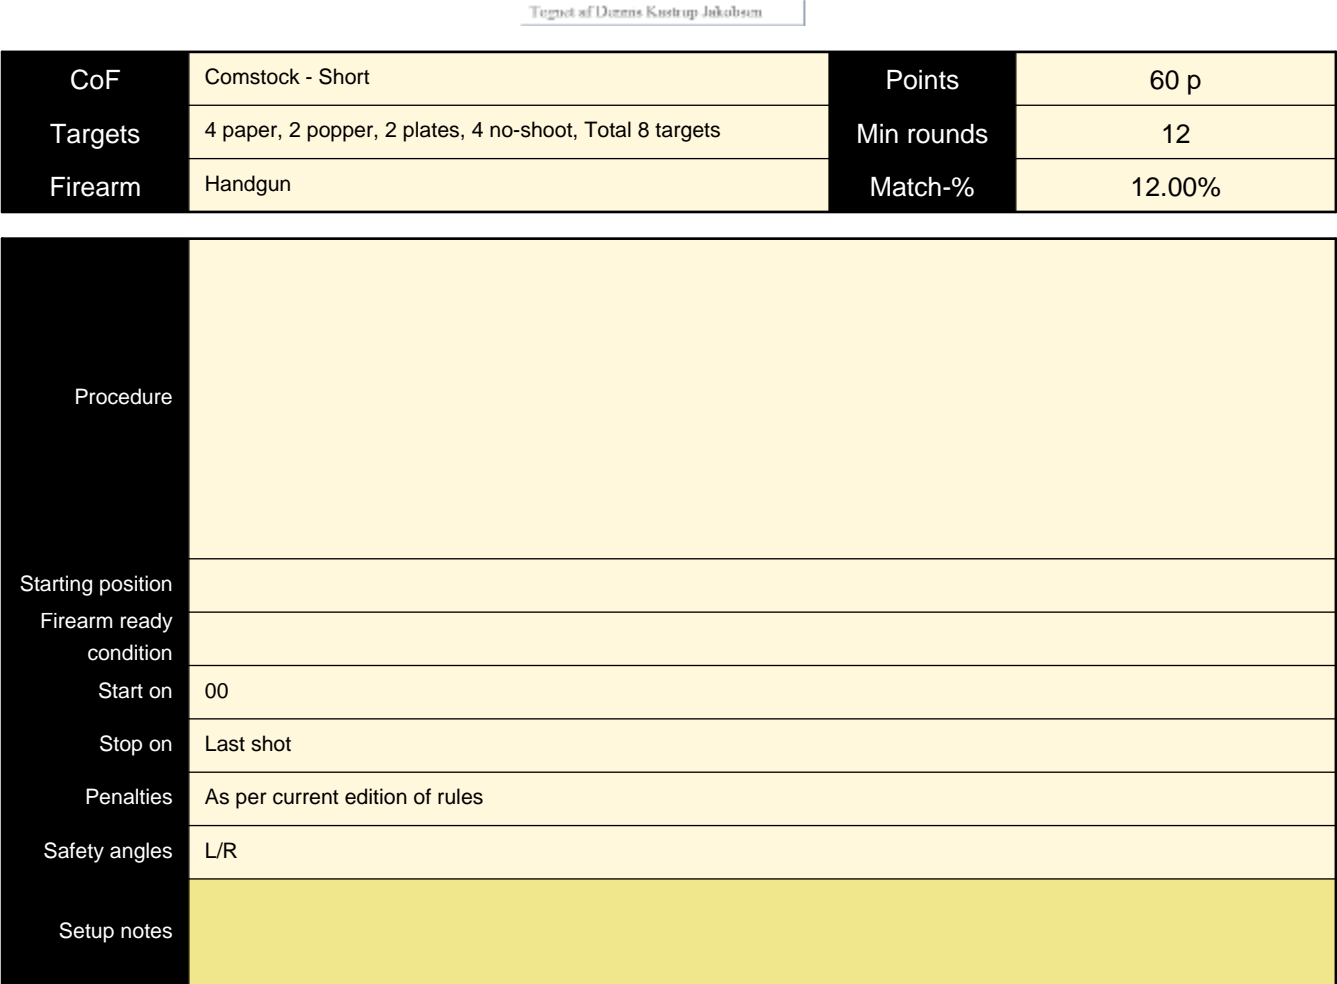 Tegnet af Dennis Kastrup Jakobsen
CoF Comstock - Short Points 60 p
Targets 4 paper, 2 popper, 2 plates, 4 no-shoot, Total 8 targets Min rounds 12
Firearm Handgun Match-% 12.00%
Procedure
Starting position
Firearm ready
condition
Start on 00
Stop on Last shot
Penalties As per current edition of rules
Safety angles L/R
Setup notes